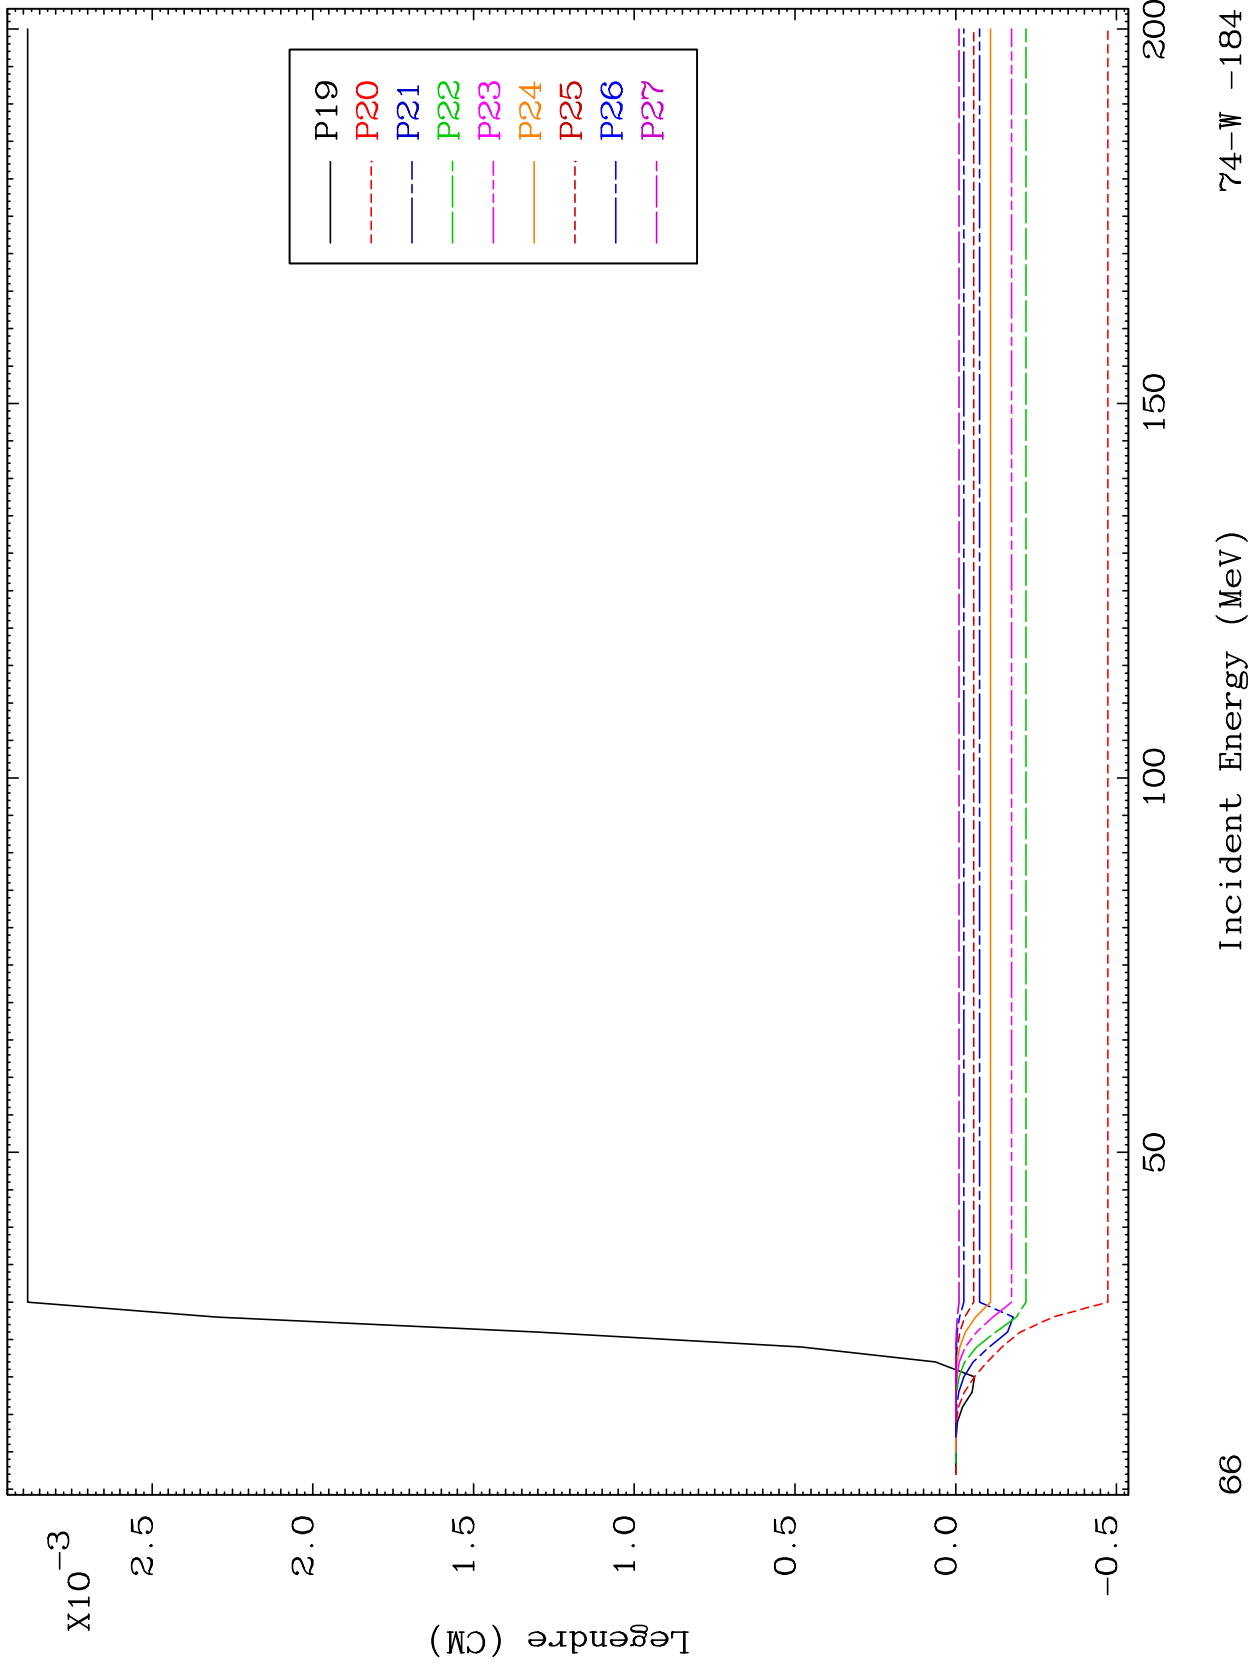 X10-3
2.5
2.0
1.5
1.0
0.5
0.0
-0.5
Legendre (CM)
P19
P20
P21
P22
P23
P24
P25
P26
P27
50
100
150
200
Incident Energy (MeV)
66
74-W -184